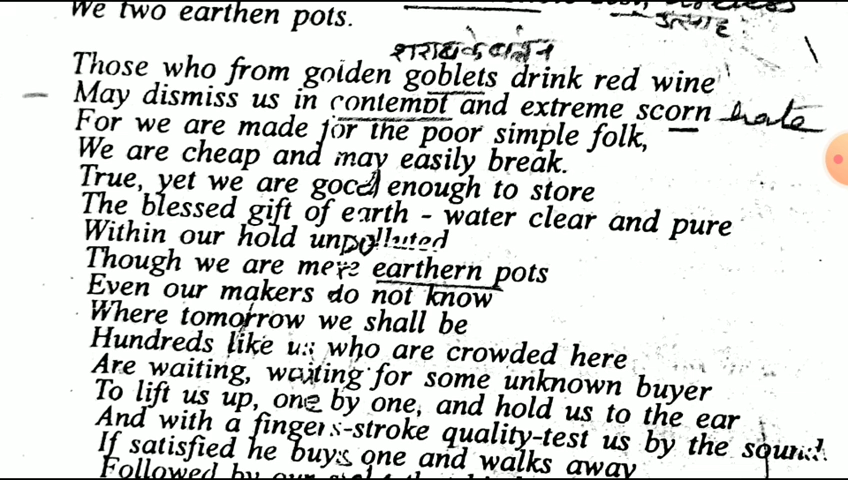 We two earthen pots.
शराब के बर्तन
Those who from golden goblets drink red wine
May dismiss us in contempt and extreme scorn hate
For we are made for the poor simple folk,
We are cheap and may easily break.
True, yet we are good enough to store
The blessed gift of earth - water clear and pure
Within our hold unpolluted
Though we are mere earthern pots
Even our makers do not know
Where tomorrow we shall be
Hundreds like us who are crowded here
Are waiting, waiting for some unknown buyer
To lift us up, one by one, and hold us to the ear
And with a fingers-stroke quality-test us by the sound.
If satisfied he buys one and walks away
Followed by our